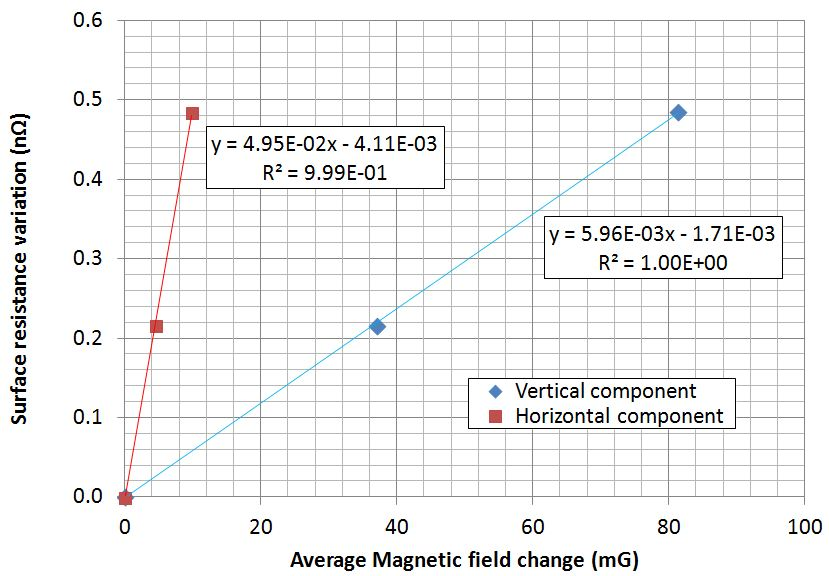 0.6
0.5
0.4
0.3
0.2
0.1
0.0
Surface resistance variation (nΩ)
y = 4.95E-02x - 4.11E-03
R² = 9.99E-01
y = 5.96E-03x - 1.71E-03
R² = 1.00E+00
Vertical component
Horizontal component
0 20 40 60 80 100
Average Magnetic field change (mG)